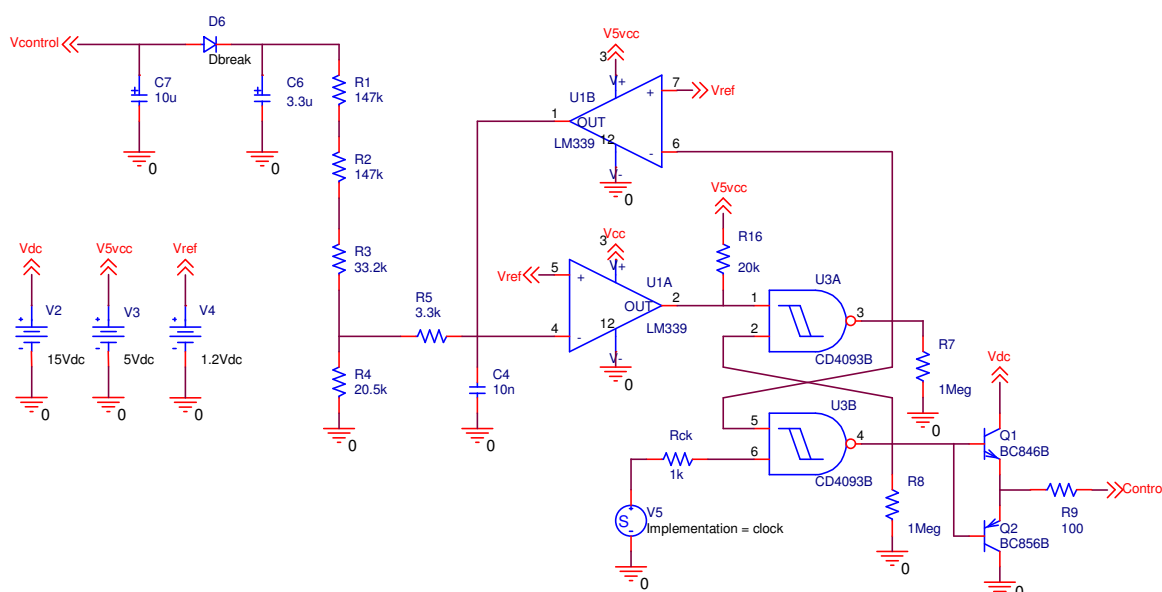 D6
Vcontrol
Dbreak
C7
10u
0
C6
3.3u
0
R1
147k
R2
147k
R3
33.2k
R4
20.5k
0
Vdc
V2
15Vdc
0
V5vcc
V3
5Vdc
0
Vref
V4
1.2Vdc
0
R5
3.3k
C4
10n
0
V5vcc
3
V+
U1B
1
OUT
LM339
12
V-
0
+
7
Vref
-
6
Vcc
3
V+
Vref
5
+
U1A
OUT
2
LM339
4
-
12
V-
0
V5vcc
R16
20k
U3A
1
2
3
CD4093B
R7
1Meg
0
U3B
5
6
4
CD4093B
Rck
1k
V5
S
+
-
Implementation = clock
0
R8
1Meg
0
Vdc
Q1
BC846B
Q2
BC856B
0
R9
100
Contro